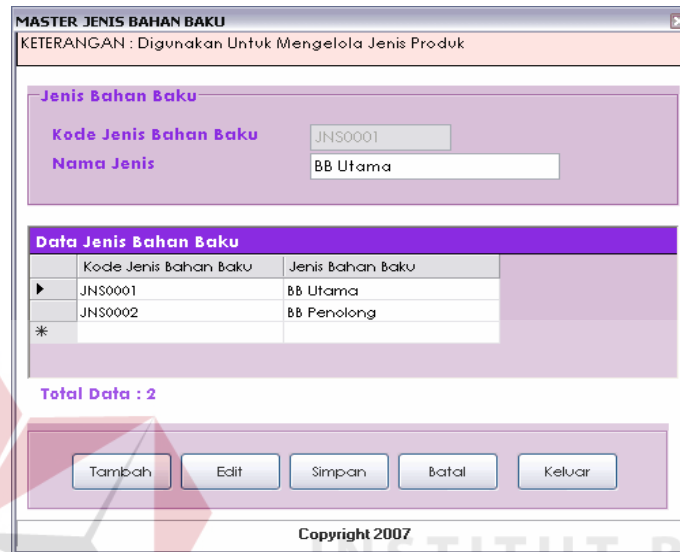 MASTER JENIS BAHAN BAKU
KETERANGAN : Digunakan Untuk Mengelola Jenis Produk
Jenis Bahan Baku
Kode Jenis Bahan Baku JNS0001
Nama Jenis BB Utama
Data Jenis Bahan Baku
Kode Jenis Bahan Baku Jenis Bahan Baku
JNS0001 BB Utama
JNS0002 BB Penolong
Total Data : 2
Tambah Edit Simpan Batal Keluar
Copyright 2007